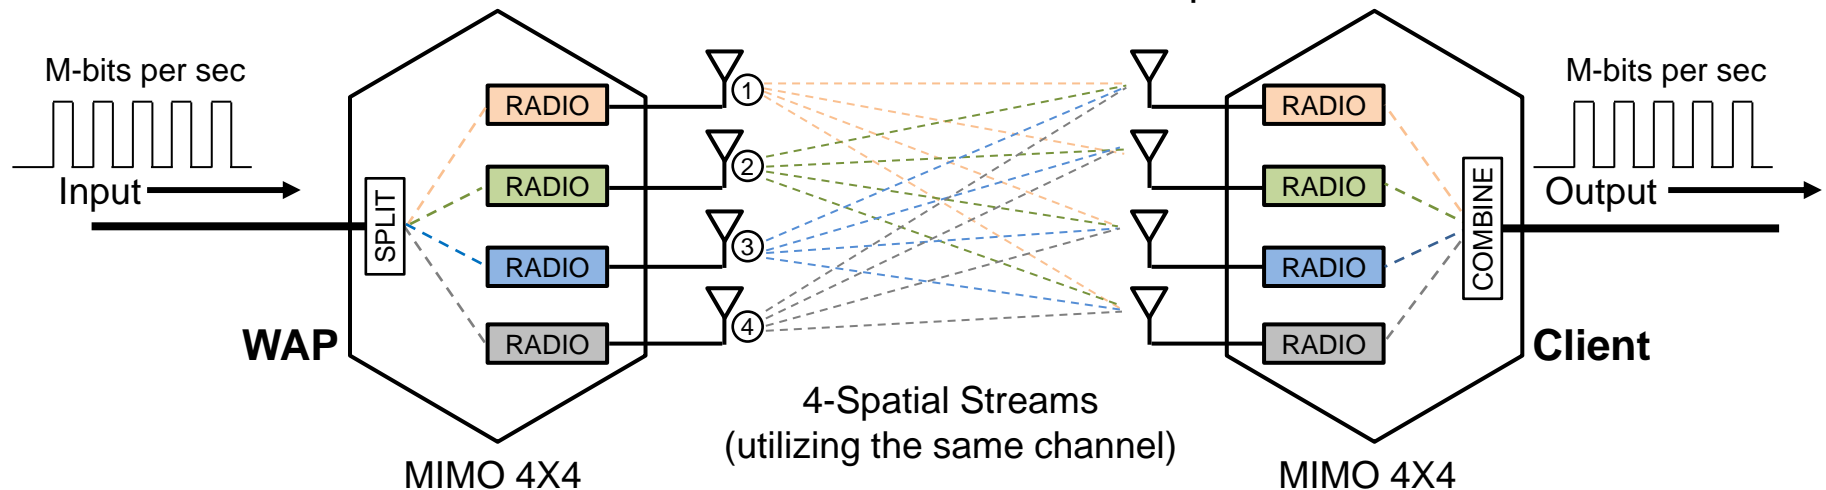 M-bits per sec
Input
SPLIT
RADIO
RADIO
RADIO
RADIO
WAP
MIMO 4X4
1
2
3
4
4-Spatial Streams
(utilizing the same channel)
RADIO
RADIO
RADIO
RADIO
COMBINE
Client
MIMO 4X4
M-bits per sec
Output